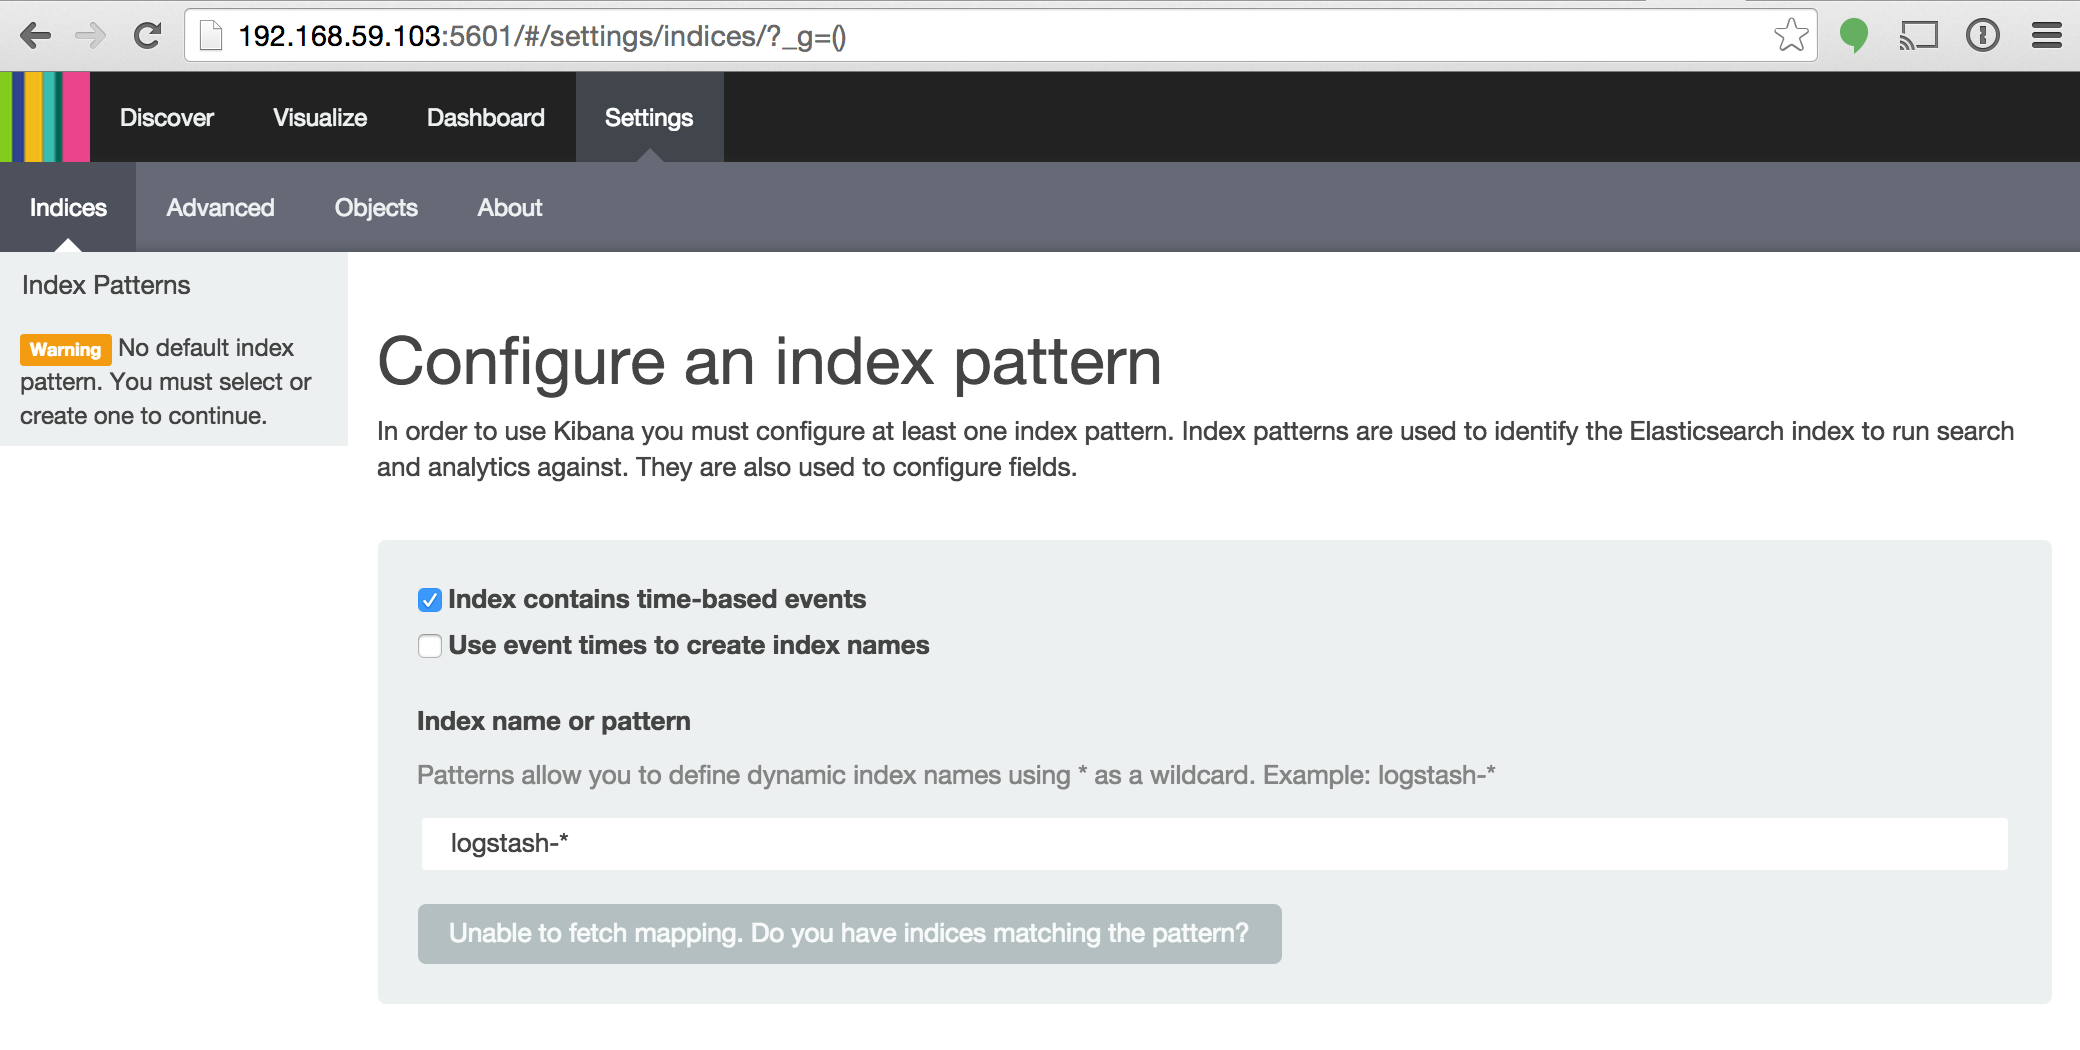 192.168.59.103:5601/#/settings/indices/?_g=()
Discover Visualize Dashboard Settings
Indices Advanced Objects About
Index Patterns
Warning No default index
pattern. You must select or
create one to continue.
Configure an index pattern
In order to use Kibana you must configure at least one index pattern. Index patterns are used to identify the Elasticsearch index to run search
and analytics against. They are also used to configure fields.
Index contains time-based events
Use event times to create index names
Index name or pattern
Patterns allow you to define dynamic index names using * as a wildcard. Example: logstash-*
logstash-*
Unable to fetch mapping. Do you have indices matching the pattern?